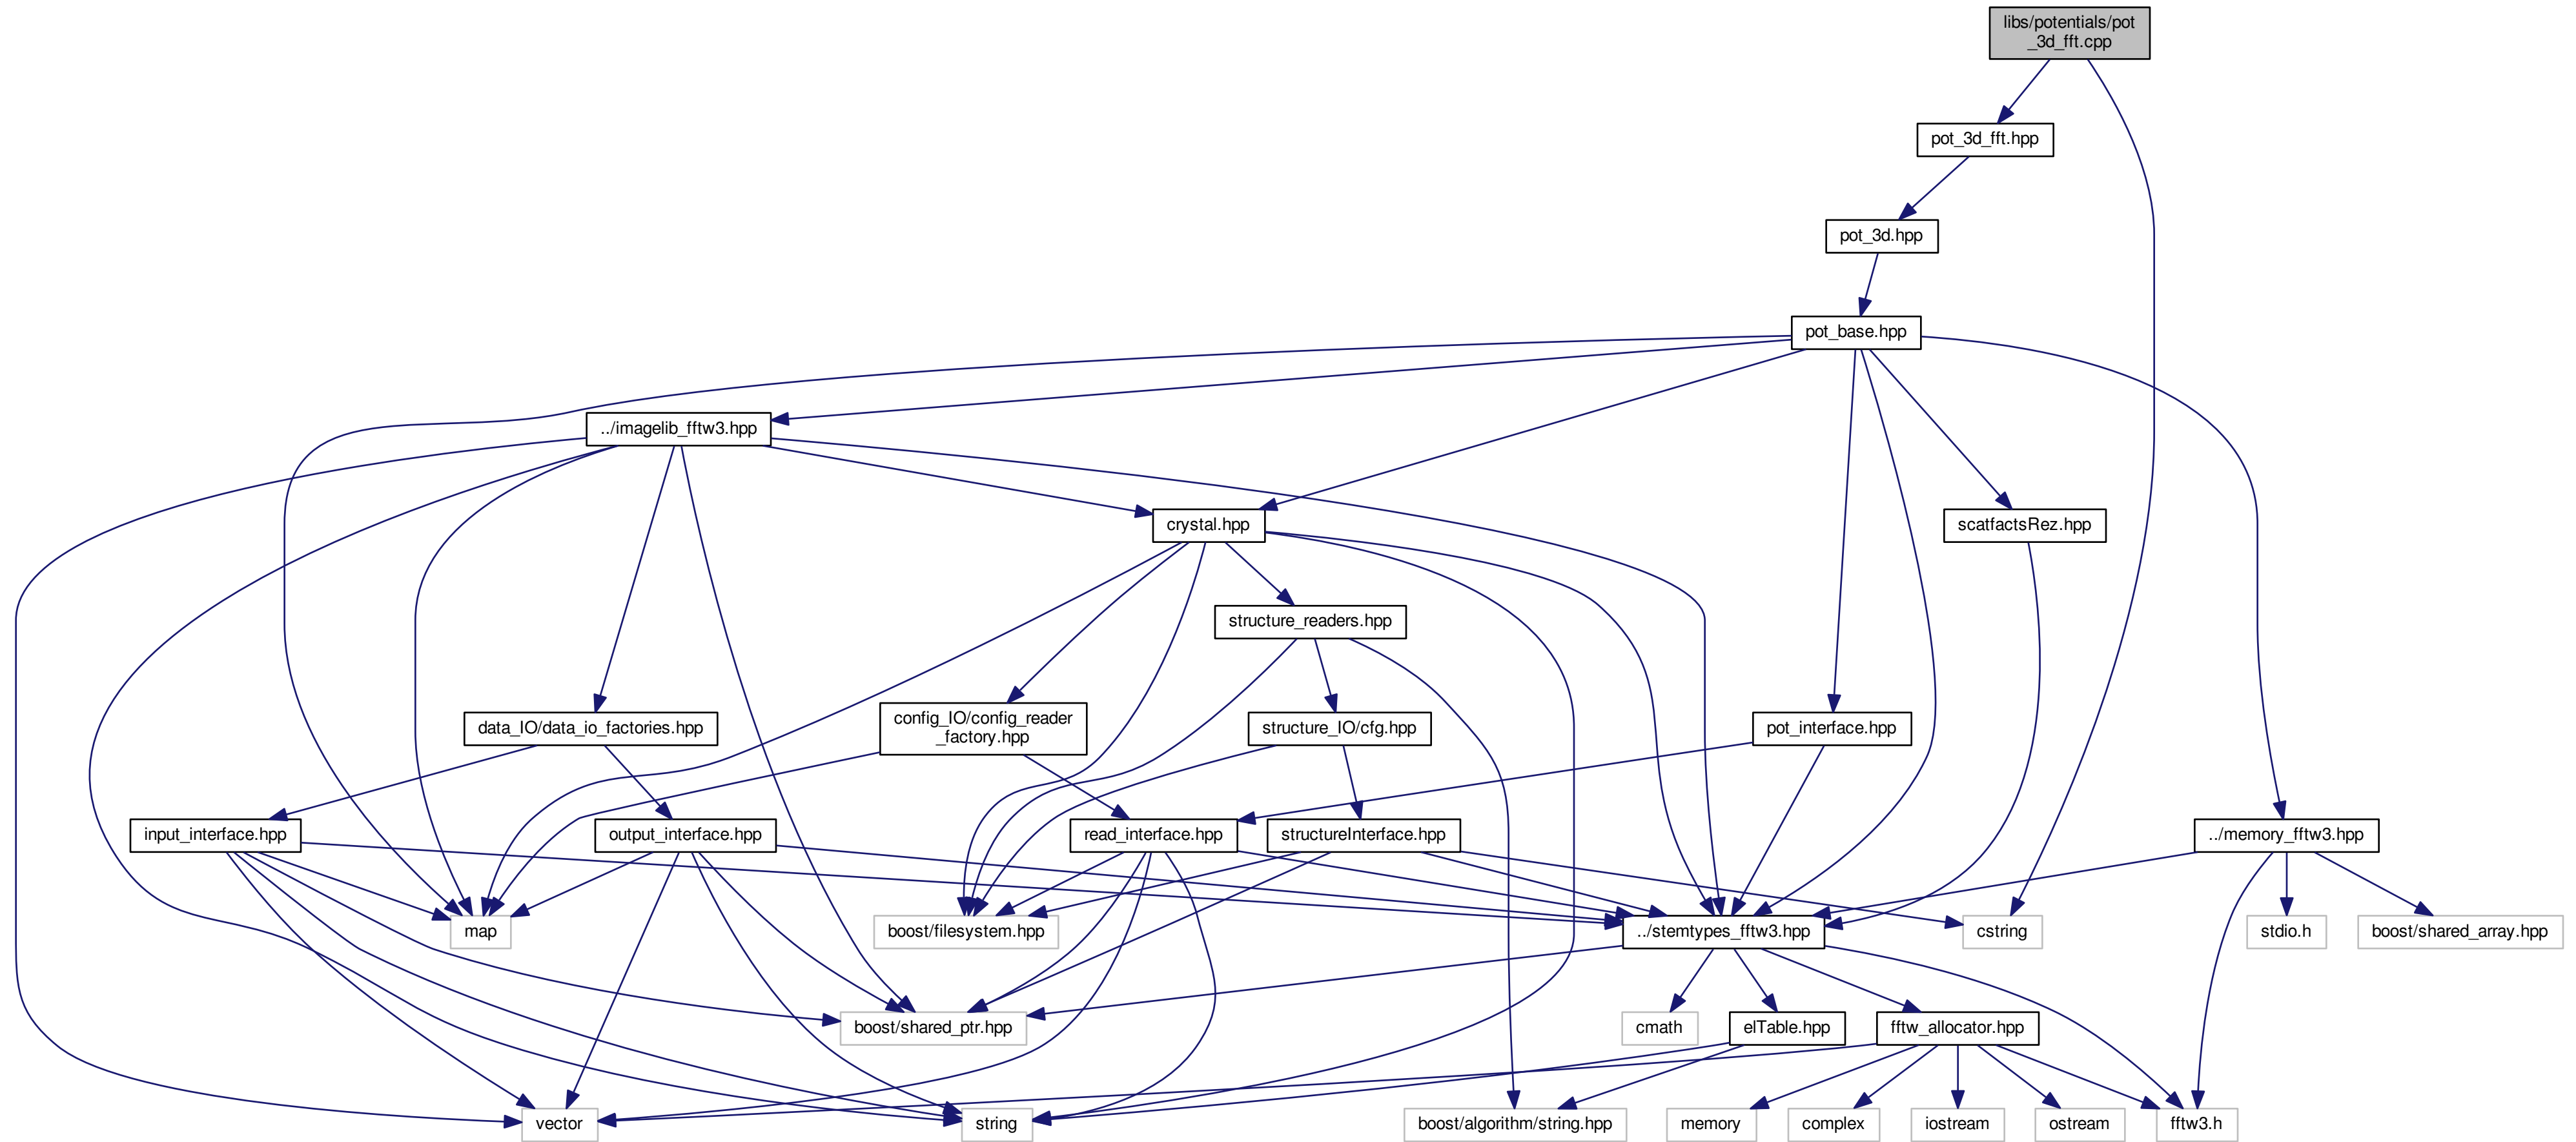 libs/potentials/pot
_3d_fft.cpp
pot_3d_fft.hpp
pot_3d.hpp
pot_base.hpp
../imagelib_fftw3.hpp
crystal.hpp
scatfactsRez.hpp
structure_readers.hpp
data_IO/data_io_factories.hpp
config_IO/config_reader
_factory.hpp
structure_IO/cfg.hpp
pot_interface.hpp
input_interface.hpp
output_interface.hpp
read_interface.hpp
structureInterface.hpp
../memory_fftw3.hpp
map
boost/filesystem.hpp
../stemtypes_fftw3.hpp
cstring
stdio.h
boost/shared_array.hpp
boost/shared_ptr.hpp
cmath
elTable.hpp
fftw_allocator.hpp
vector
string
boost/algorithm/string.hpp
memory
complex
iostream
ostream
fftw3.h